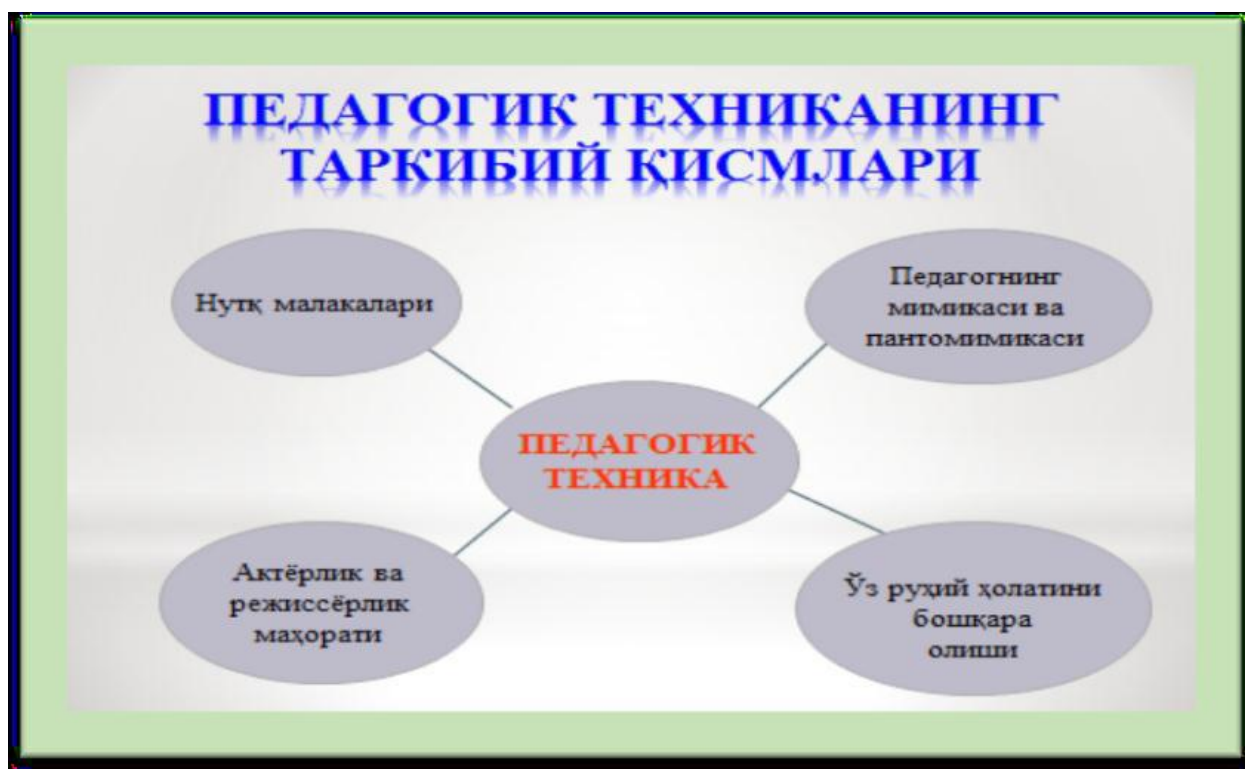 ПЕДАГОГИК ТЕХНИКАНИНГ
ТАРКИБИЙ ҚИСМЛАРИ
Нутқ малакалари
Педагогнинг
мимикаси ва
пантомимикаси
ПЕДАГОГИК
ТЕХНИКА
Актёрлик ва
режиссёрлик
маҳорати
Ўз руҳий ҳолатини
бошқара
олиши